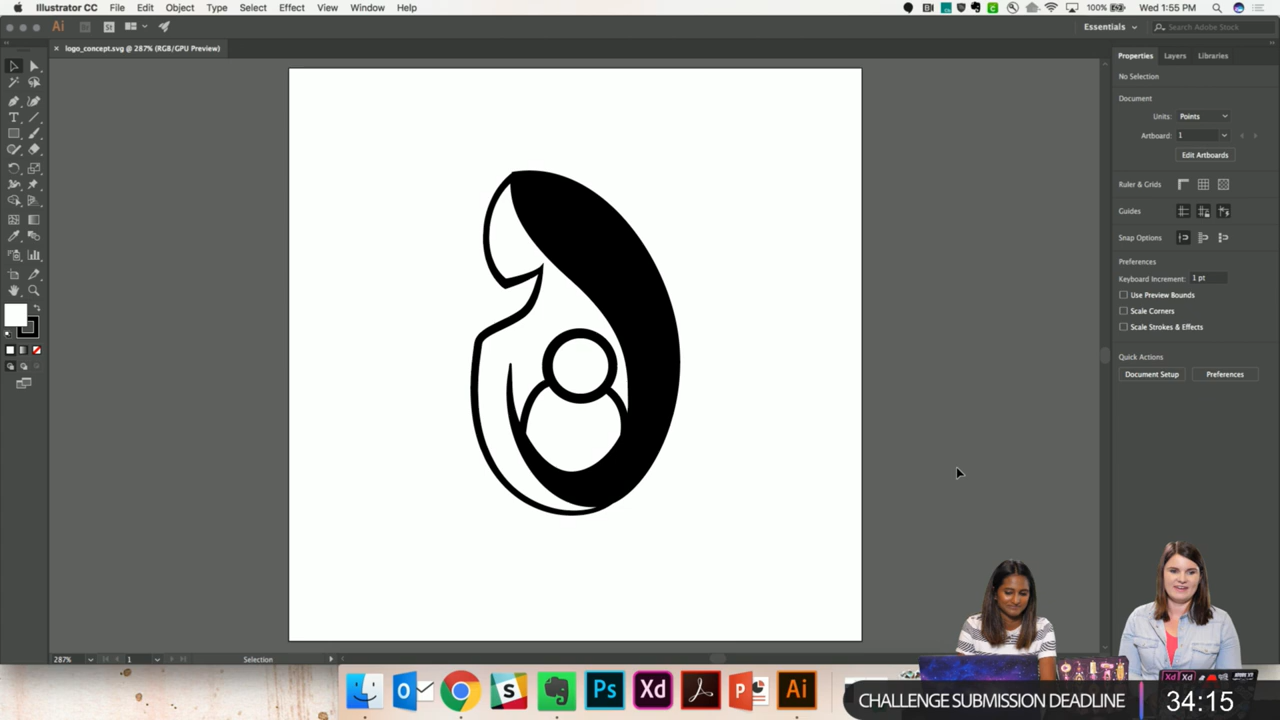 Illustrator CC File Edit Object Type Select Effect View Window Help
100% Wed 1:55 PM
Ai Br St Essentials Search Adobe Stock
× logo_concept.svg @ 287% (RGB/GPU Preview)
Properties Layers Libraries
No Selection
Document
Units: Points
Artboard: 1
Edit Artboards
Ruler & Grids
Guides
Snap Options
Preferences
Keyboard Increment: 1 pt
Use Preview Bounds
Scale Corners
Scale Strokes & Effects
Quick Actions
Document Setup Preferences
287% 1 Selection
Ps Xd Ai
CHALLENGE SUBMISSION DEADLINE 34:15